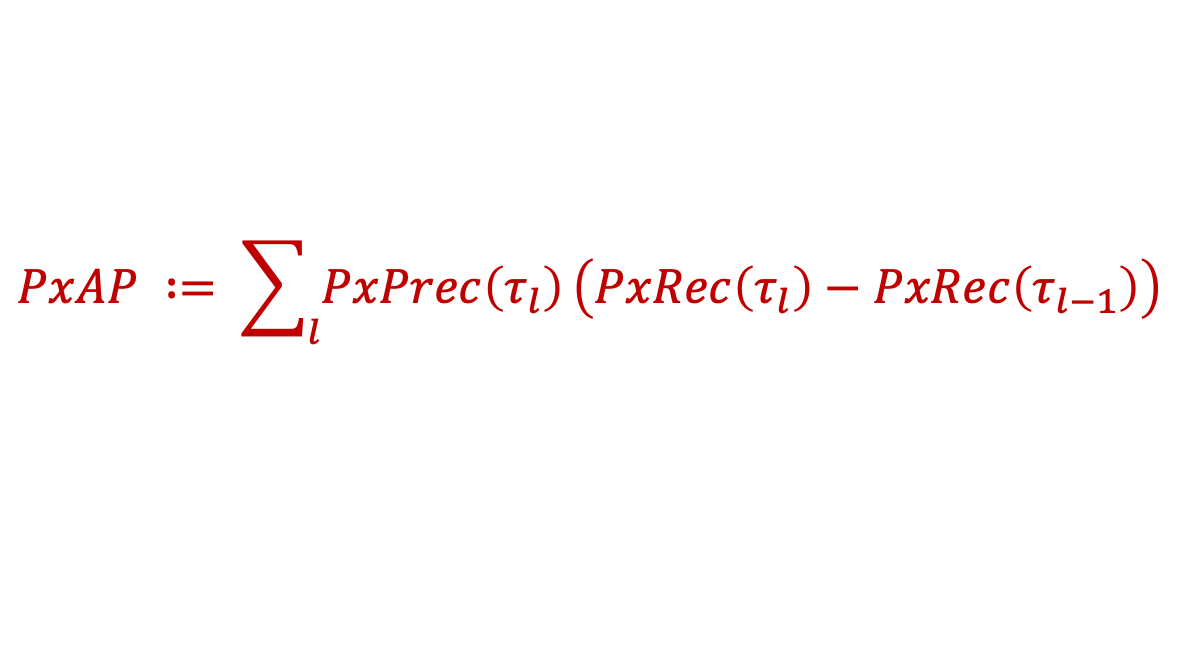 PxAP := ∑_l PxPrec(τ_l) (PxRec(τ_l) − PxRec(τ_{l−1}))